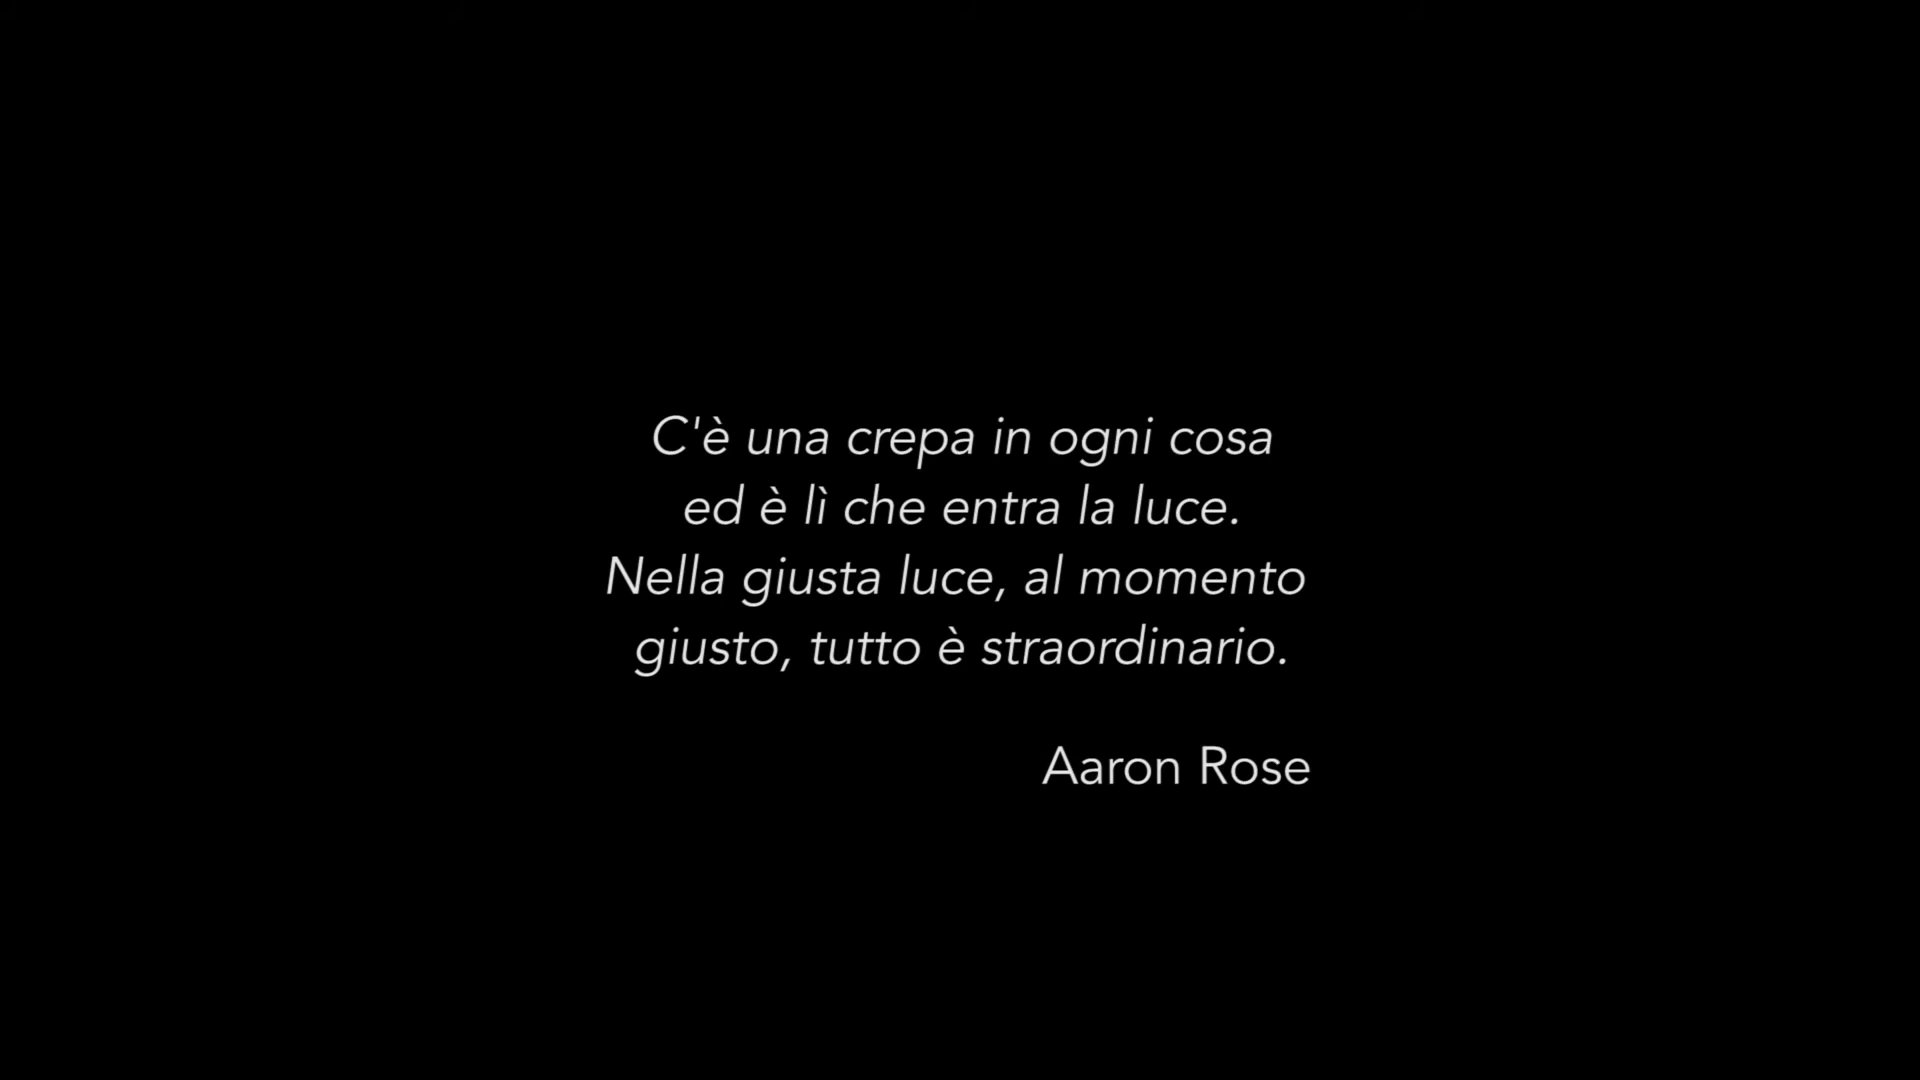 C'è una crepa in ogni cosa
ed è lì che entra la luce.
Nella giusta luce, al momento
giusto, tutto è straordinario.
Aaron Rose